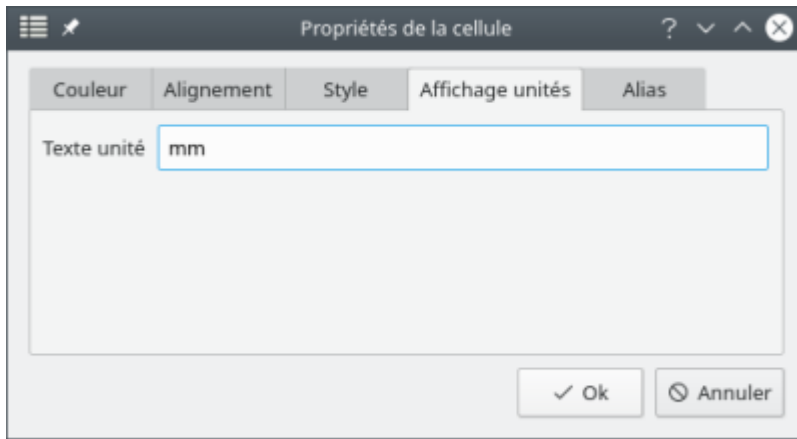 Propriétés de la cellule ?
Couleur Alignement Style Affichage unités Alias
Texte unité mm
Ok Annuler